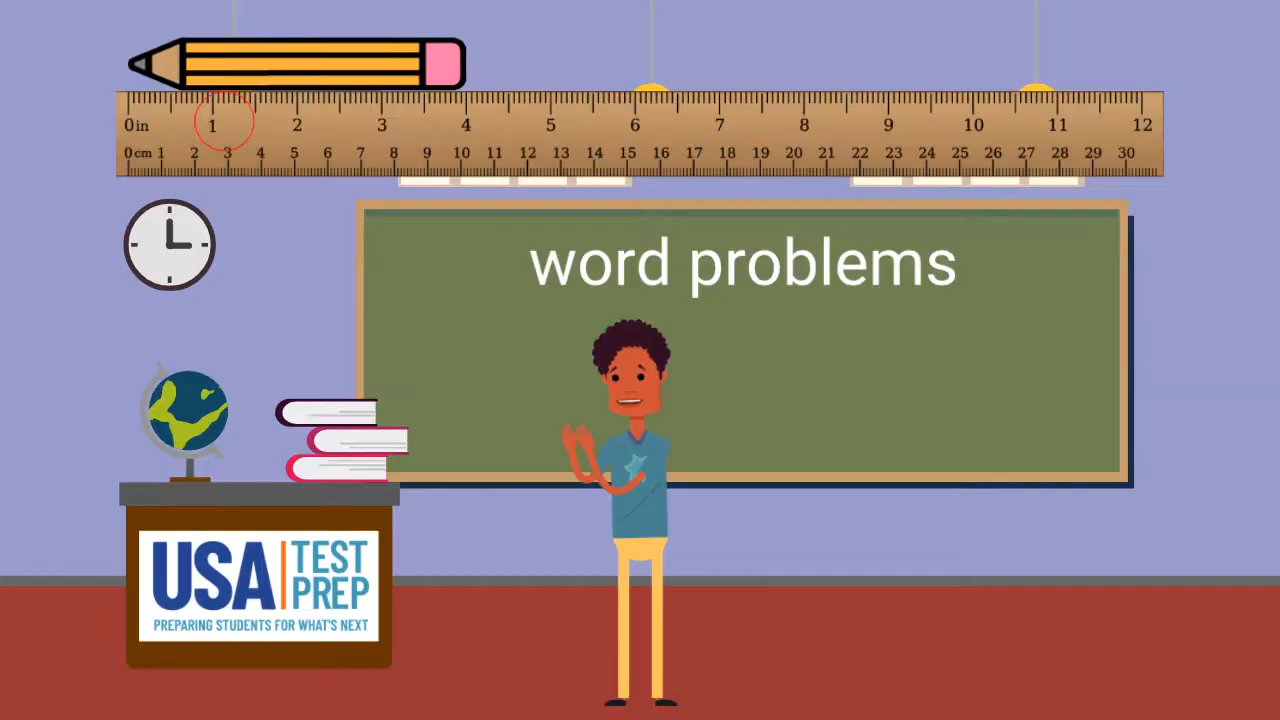 0in 1 2 3 4 5 6 7 8 9 10 11 12
0cm 1 2 3 4 5 6 7 8 9 10 11 12 13 14 15 16 17 18 19 20 21 22 23 24 25 26 27 28 29 30
word problems
USA TEST PREP
PREPARING STUDENTS FOR WHAT'S NEXT